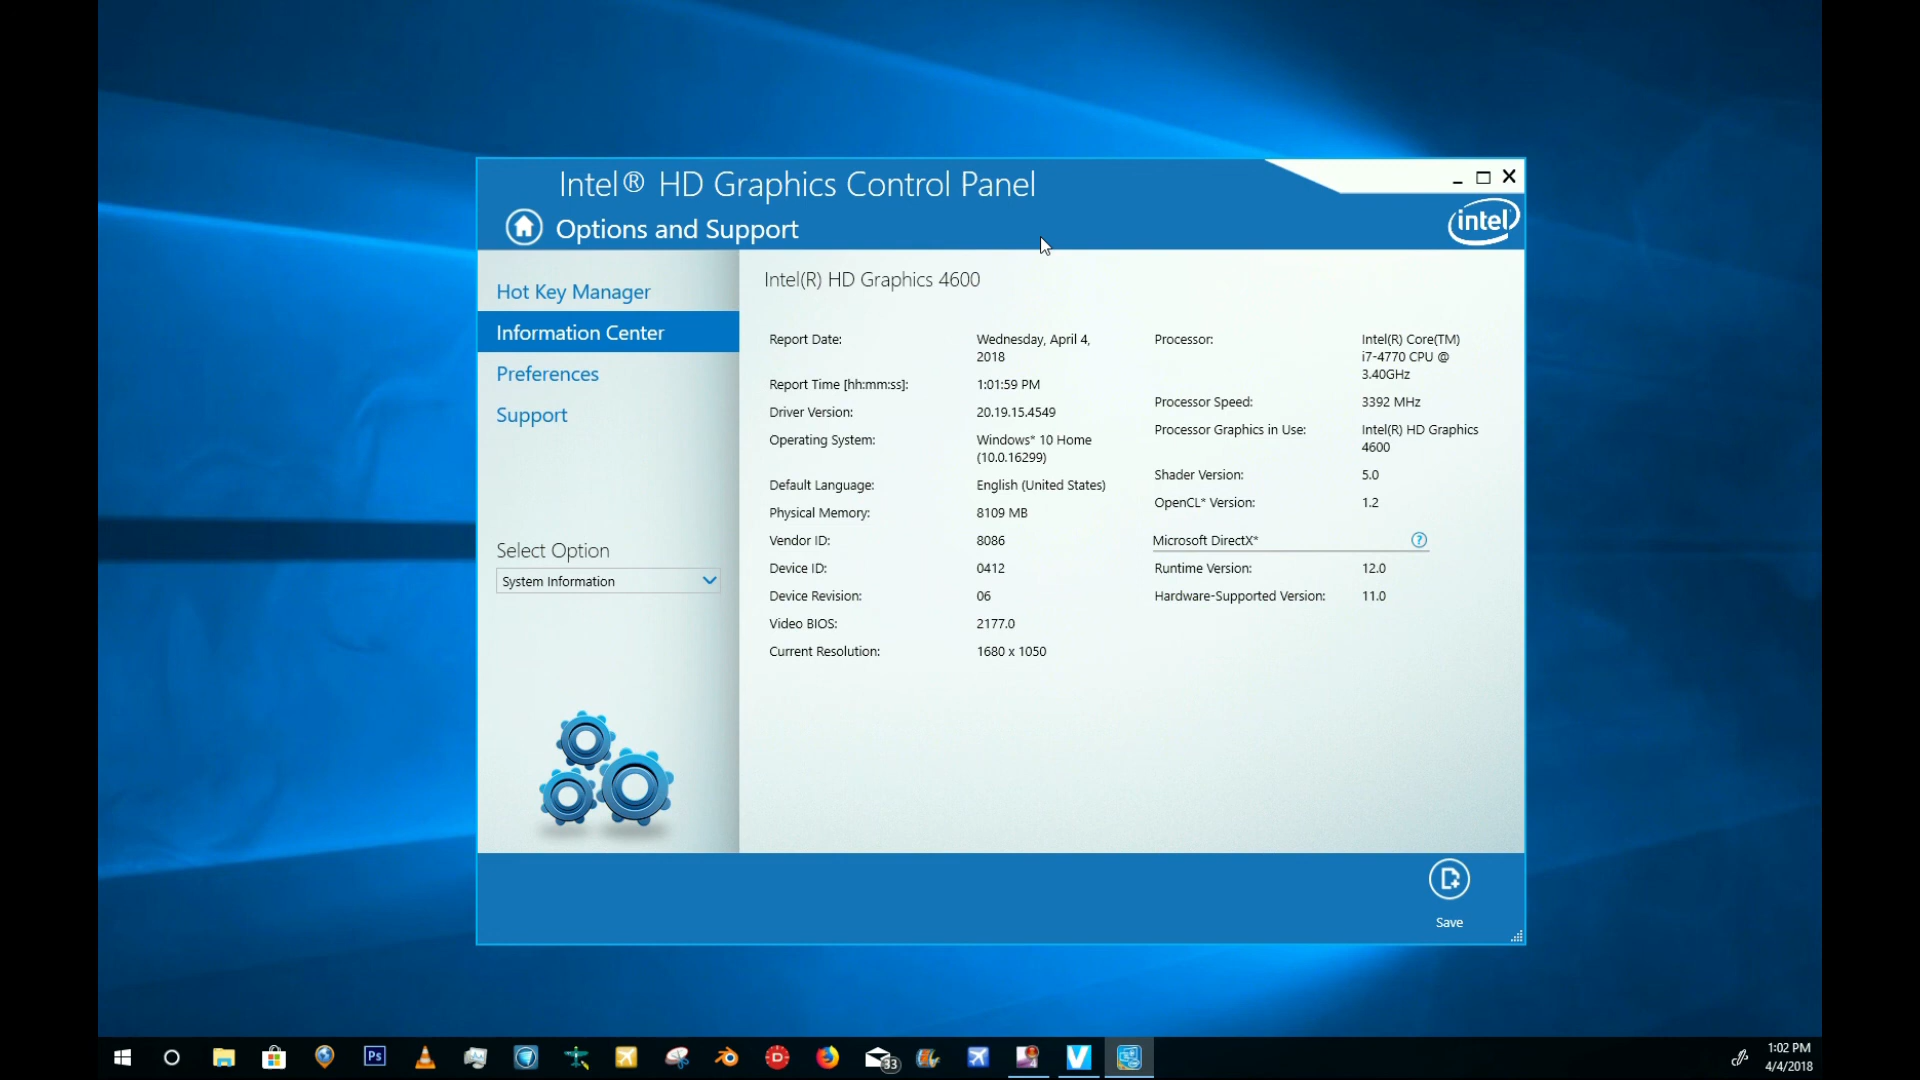 Intel® HD Graphics Control Panel
Options and Support
intel
Hot Key Manager
Information Center
Preferences
Support
Select Option
System Information
Intel(R) HD Graphics 4600
Report Date: Wednesday, April 4,
2018
Report Time [hh:mm:ss]: 1:01:59 PM
Driver Version: 20.19.15.4549
Operating System: Windows* 10 Home
(10.0.16299)
Default Language: English (United States)
Physical Memory: 8109 MB
Vendor ID: 8086
Device ID: 0412
Device Revision: 06
Video BIOS: 2177.0
Current Resolution: 1680 x 1050
Processor: Intel(R) Core(TM)
i7-4770 CPU @
3.40GHz
Processor Speed: 3392 MHz
Processor Graphics in Use: Intel(R) HD Graphics
4600
Shader Version: 5.0
OpenCL* Version: 1.2
Microsoft DirectX* ?
Runtime Version: 12.0
Hardware-Supported Version: 11.0
Save
Ps
D
33
4
V
1:02 PM
4/4/2018